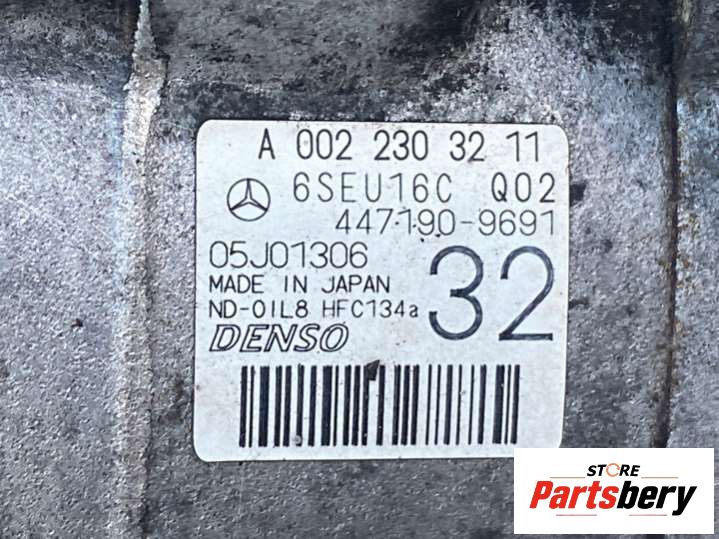 A 002 230 32 11
6SEU16C Q02
447190-9691
05J01306
MADE IN JAPAN
ND-OIL8 HFC134a
32
DENSO
STORE
Partsbery